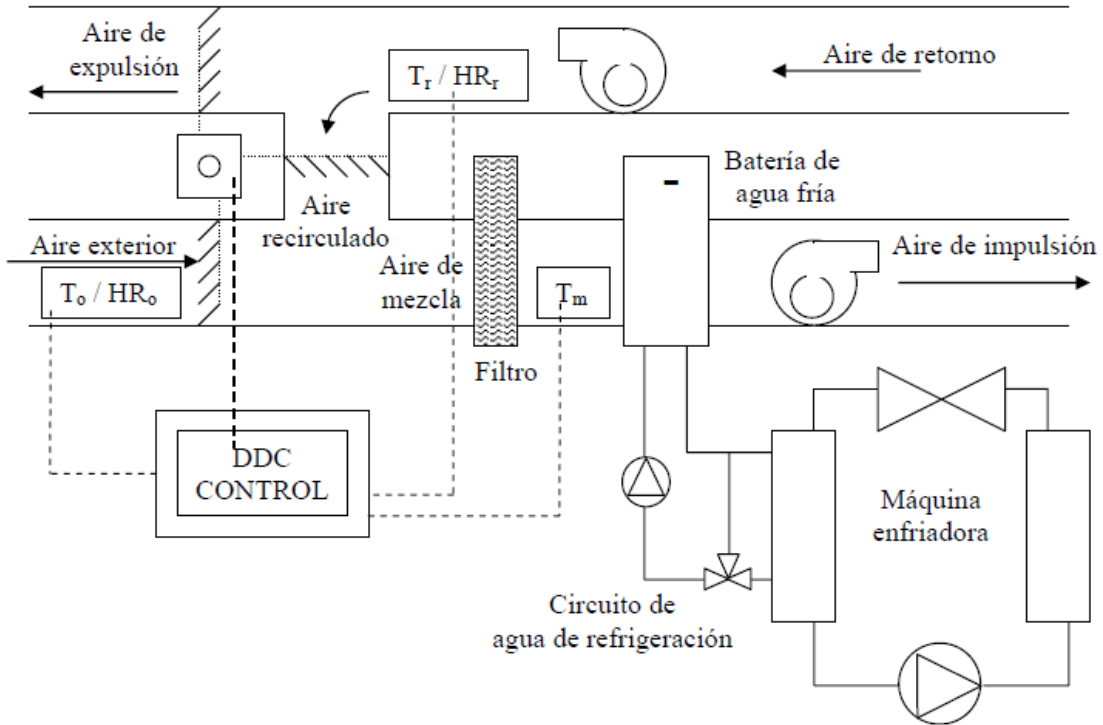 Aire de
expulsión
T_r / HR_r
Aire de retorno
Aire
recirculado
Batería de
agua fría
-
Aire exterior
T_o / HR_o
Aire de
mezcla
T_m
Aire de impulsión
Filtro
DDC
CONTROL
Máquina
enfriadora
Circuito de
agua de refrigeración